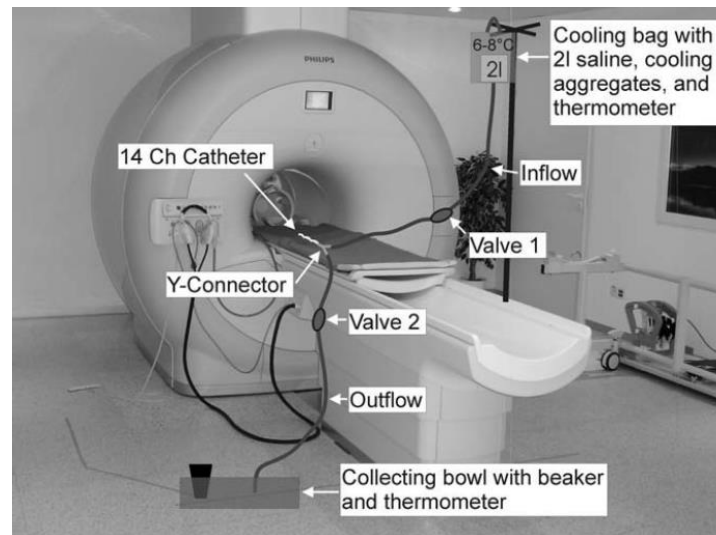 Cooling bag with
2l saline, cooling
aggregates, and
thermometer
6-8°C
2l
PHILIPS
14 Ch Catheter
Inflow
Valve 1
Y-Connector
Valve 2
Outflow
Collecting bowl with beaker
and thermometer